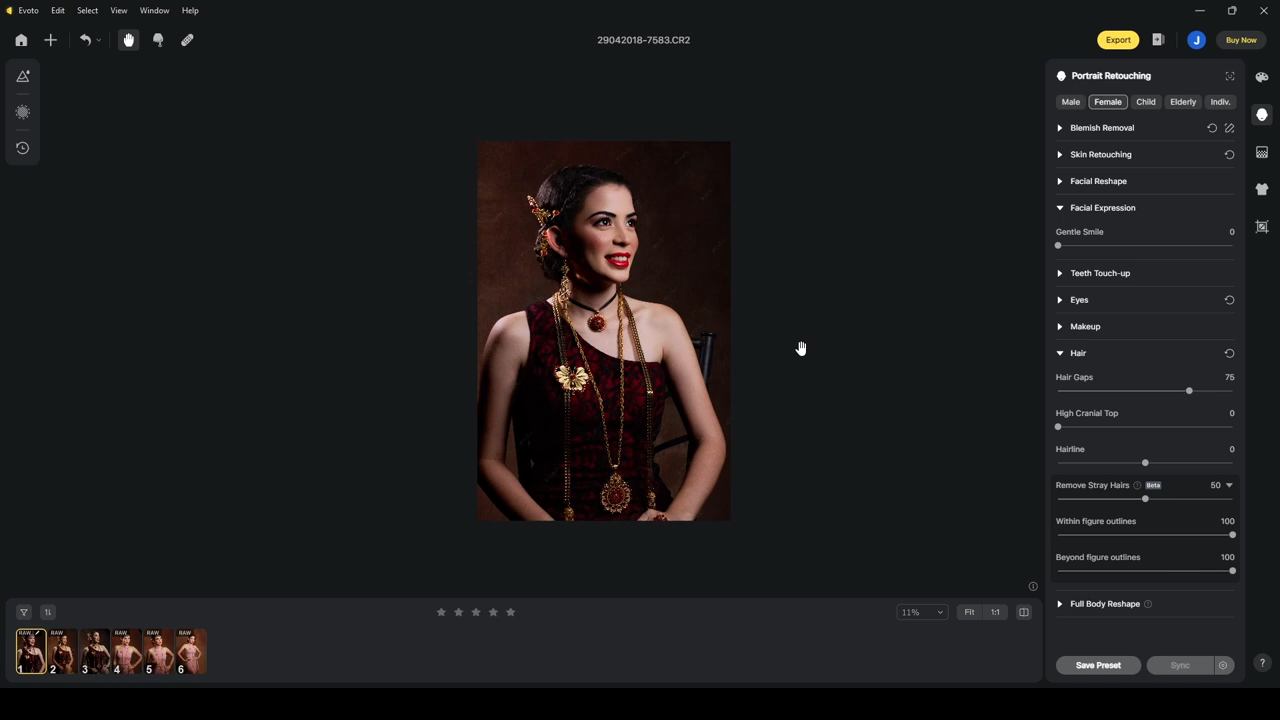 Evoto Edit Select View Window Help
29042018-7583.CR2
Export J Buy Now
Portrait Retouching
Male Female Child Elderly Indiv.
Blemish Removal
Skin Retouching
Facial Reshape
Facial Expression
Gentle Smile 0
Teeth Touch-up
Eyes
Makeup
Hair
Hair Gaps 75
High Cranial Top 0
Hairline 0
Remove Stray Hairs ? Beta 50
Within figure outlines 100
Beyond figure outlines 100
Full Body Reshape ?
11% Fit 1:1
RAW RAW RAW RAW RAW
1 2 3 4 5 6
Save Preset Sync ?